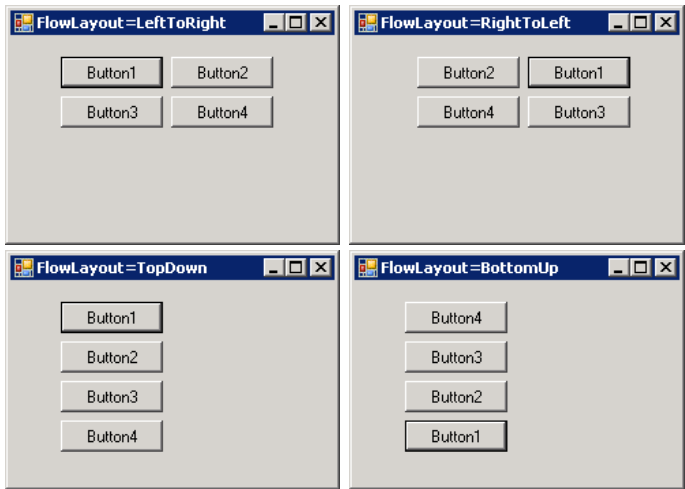 FlowLayout=LeftToRight
Button1 Button2
Button3 Button4
FlowLayout=RightToLeft
Button2 Button1
Button4 Button3
FlowLayout=TopDown
Button1
Button2
Button3
Button4
FlowLayout=BottomUp
Button4
Button3
Button2
Button1